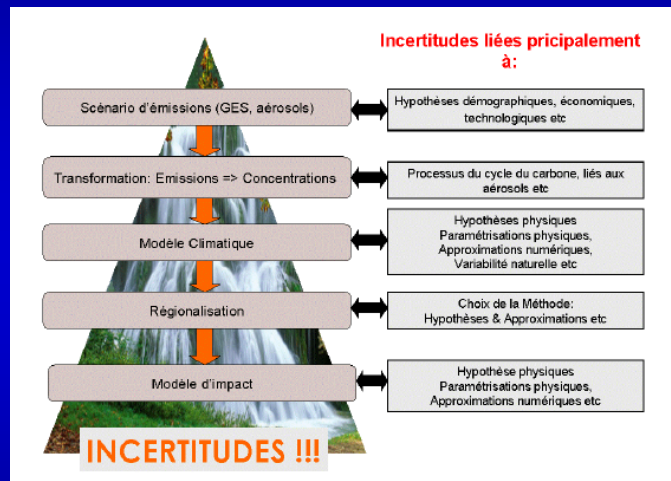 Incertitudes liées pricipalement
à:
Scénario d'émissions (GES, aérosols)
Hypothèses démographiques, économiques,
technologiques etc
Transformation: Emissions => Concentrations
Processus du cycle du carbone, liés aux
aérosols etc
Modèle Climatique
Hypothèses physiques
Paramétrisations physiques,
Approximations numériques,
Variabilité naturelle etc
Régionalisation
Choix de la Méthode:
Hypothèses & Approximations etc
Modèle d'impact
Hypothèse physiques
Paramétrisations physiques,
Approximations numériques etc
INCERTITUDES !!!